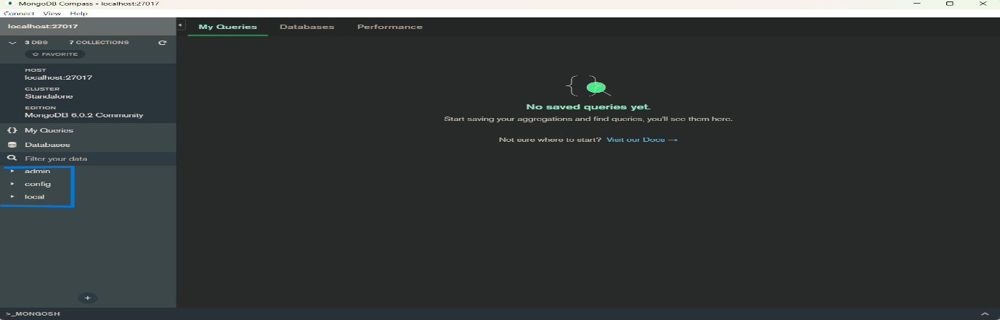 MongoDB Compass - localhost:27017
Connect View Help
localhost:27017
My Queries Databases Performance
3 DBS 7 COLLECTIONS
FAVORITE
HOST
localhost:27017
CLUSTER
Standalone
EDITION
MongoDB 6.0.2 Community
{} My Queries
Databases
Filter your data
admin
config
local
+
{ }
No saved queries yet.
Start saving your aggregations and find queries, you'll see them here.
Not sure where to start? Visit our Docs →
>_MONGOSH